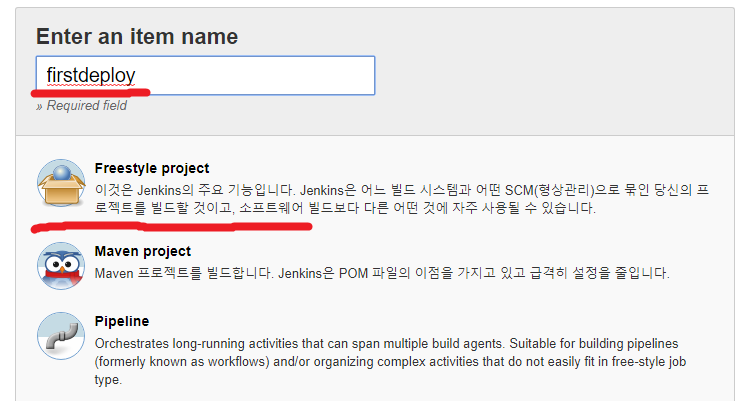 Enter an item name
firstdeploy
» Required field
Freestyle project
이것은 Jenkins의 주요 기능입니다. Jenkins은 어느 빌드 시스템과 어떤 SCM(형상관리)으로 묶인 당신의 프
로젝트를 빌드할 것이고, 소프트웨어 빌드보다 다른 어떤 것에 자주 사용될 수 있습니다.
Maven project
Maven 프로젝트를 빌드합니다. Jenkins은 POM 파일의 이점을 가지고 있고 급격히 설정을 줄입니다.
Pipeline
Orchestrates long-running activities that can span multiple build agents. Suitable for building pipelines
(formerly known as workflows) and/or organizing complex activities that do not easily fit in free-style job
type.